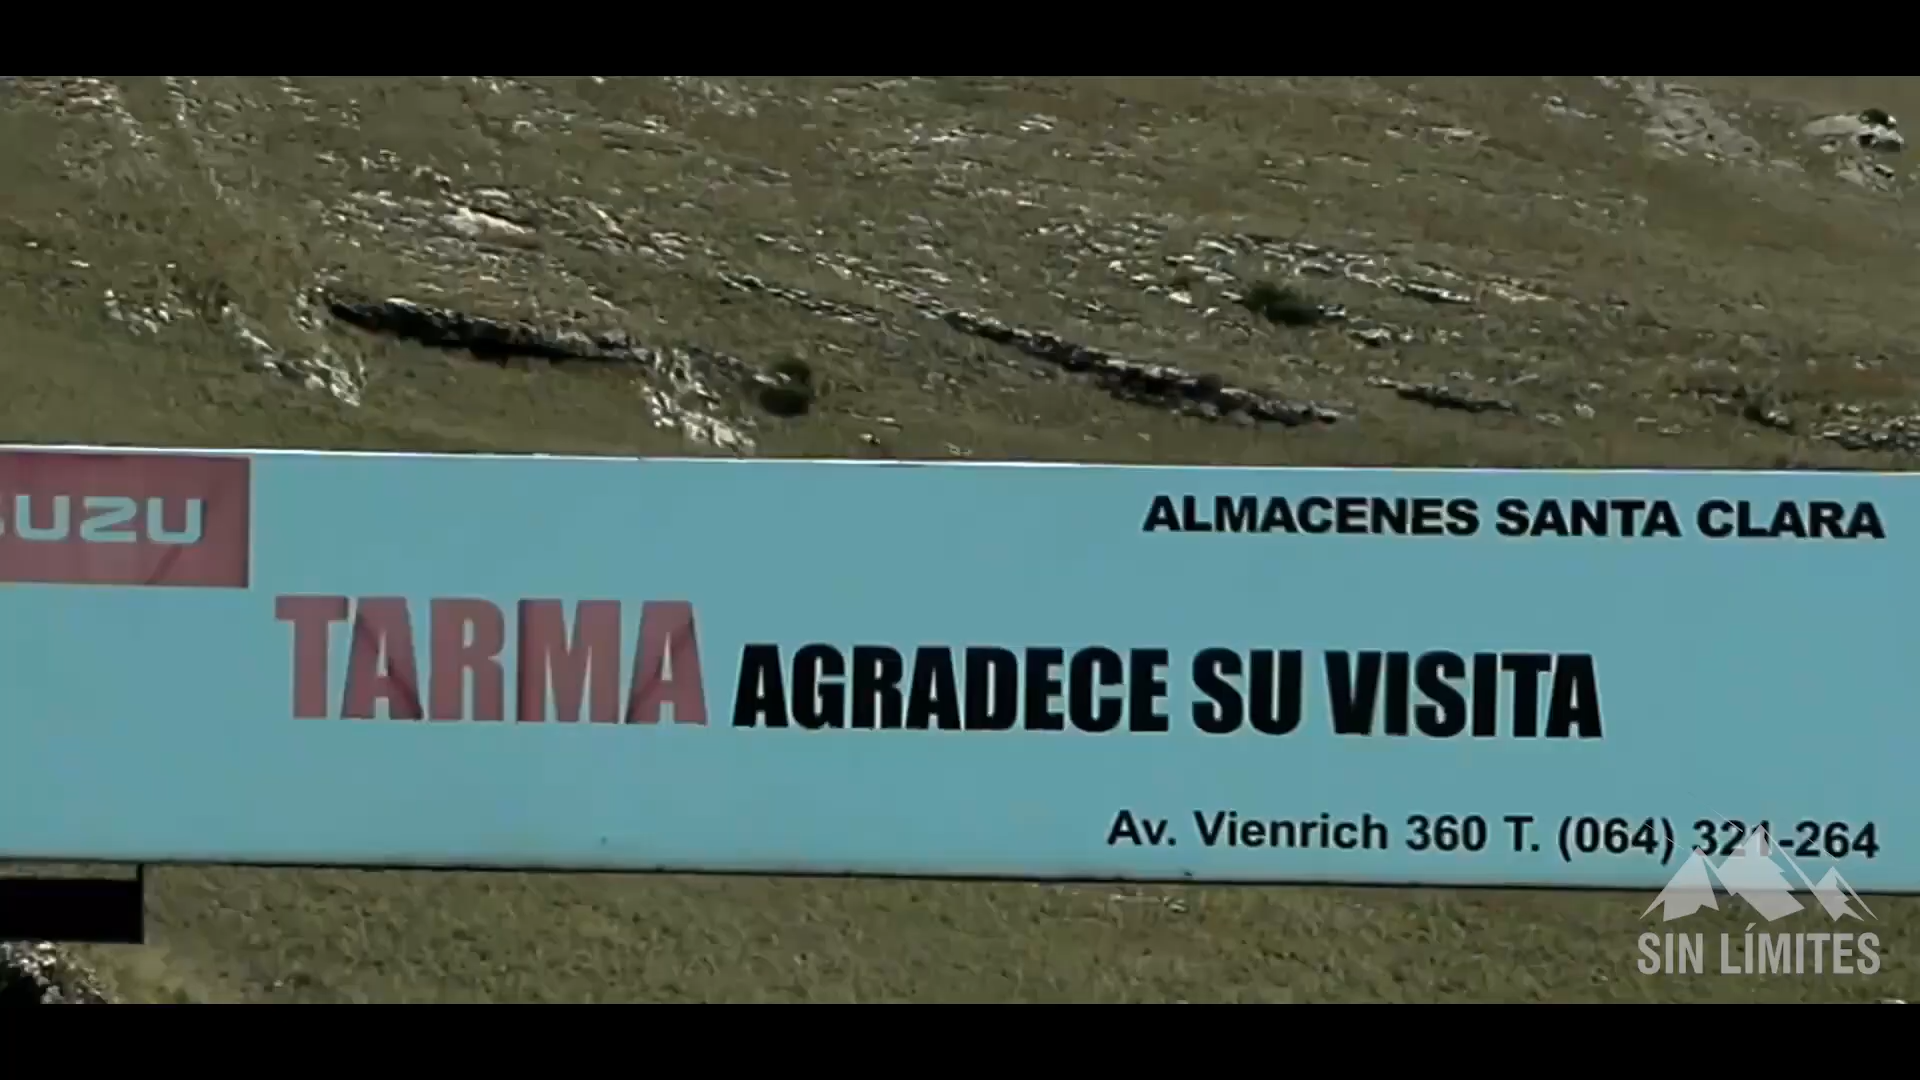 SUZU
ALMACENES SANTA CLARA
TARMA AGRADECE SU VISITA
Av. Vienrich 360 T. (064) 321-264
SIN LÍMITES